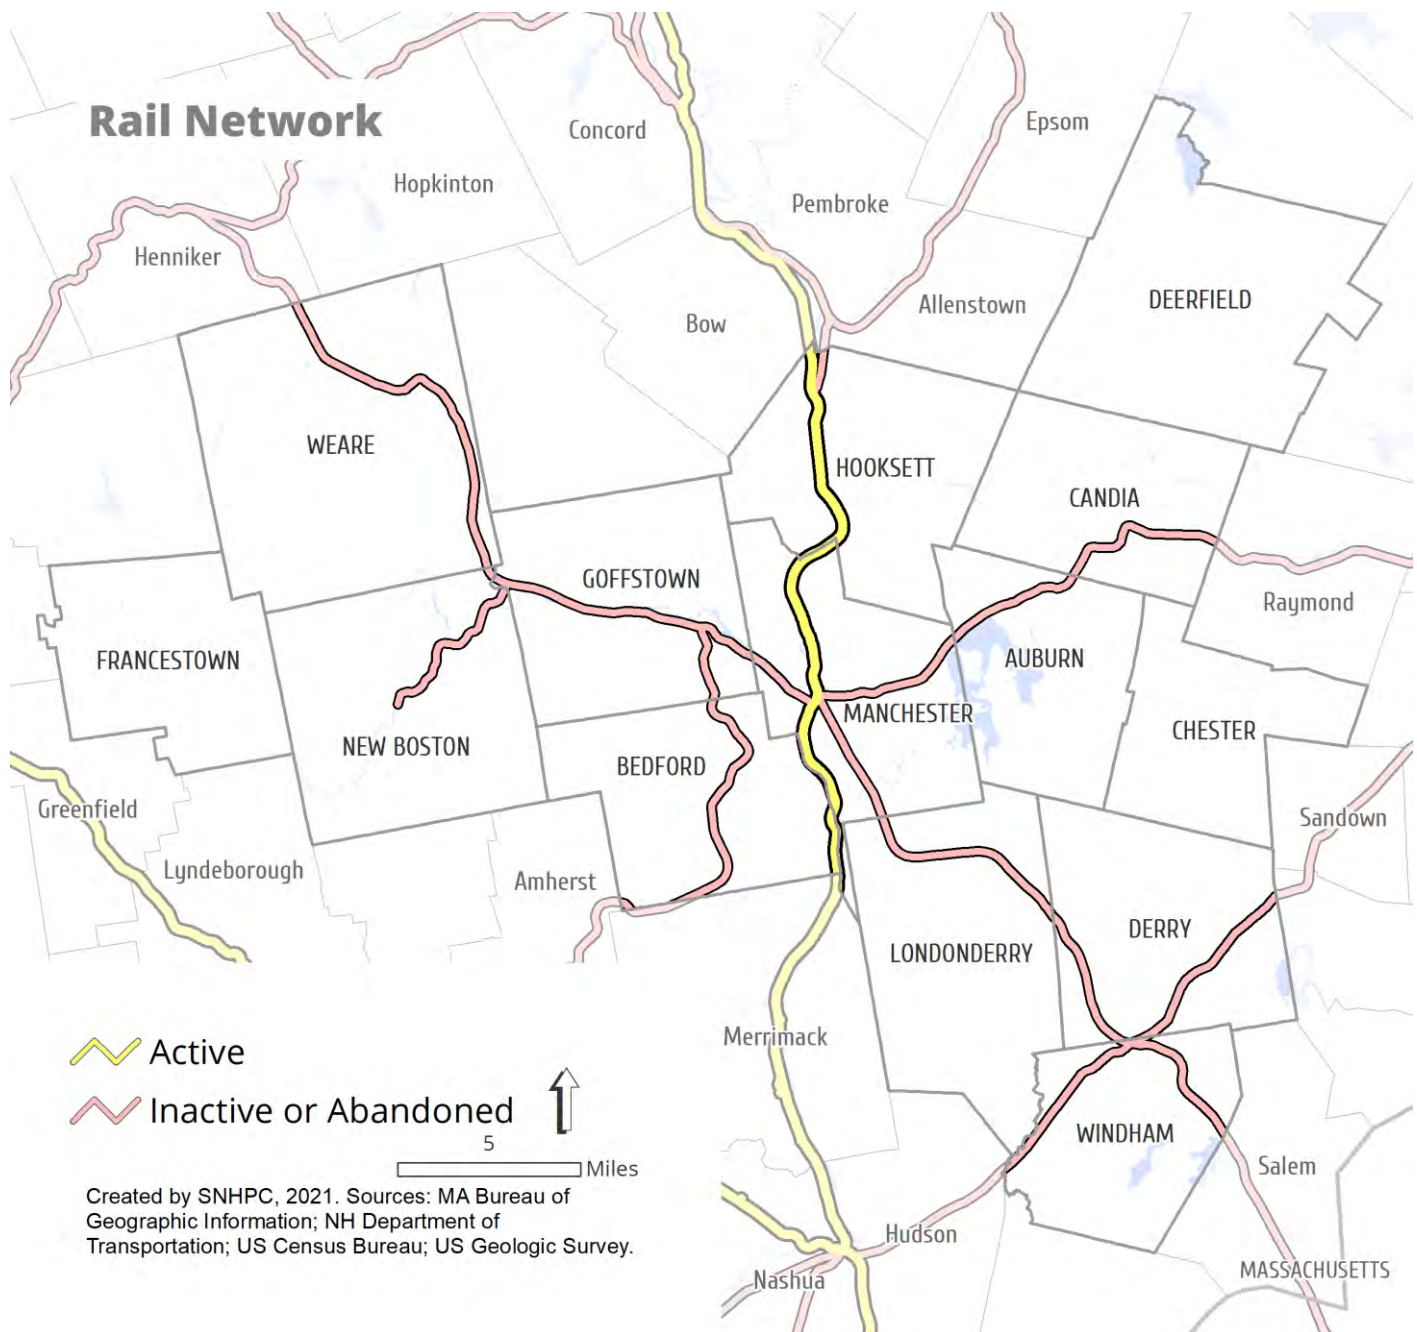 Rail Network
Concord
Epsom
Hopkinton
Pembroke
Henniker
DEERFIELD
Allenstown
Bow
WEARE
HOOKSETT
CANDIA
GOFFSTOWN
Raymond
FRANCESTOWN
AUBURN
MANCHESTER
CHESTER
NEW BOSTON
BEDFORD
Greenfield
Sandown
Lyndeborough
Amherst
DERRY
LONDONDERRY
Merrimack
Active
Inactive or Abandoned
WINDHAM
5
Miles
Salem
Created by SNHPC, 2021. Sources: MA Bureau of
Geographic Information; NH Department of
Transportation; US Census Bureau; US Geologic Survey.
Hudson
MASSACHUSETTS
Nashua